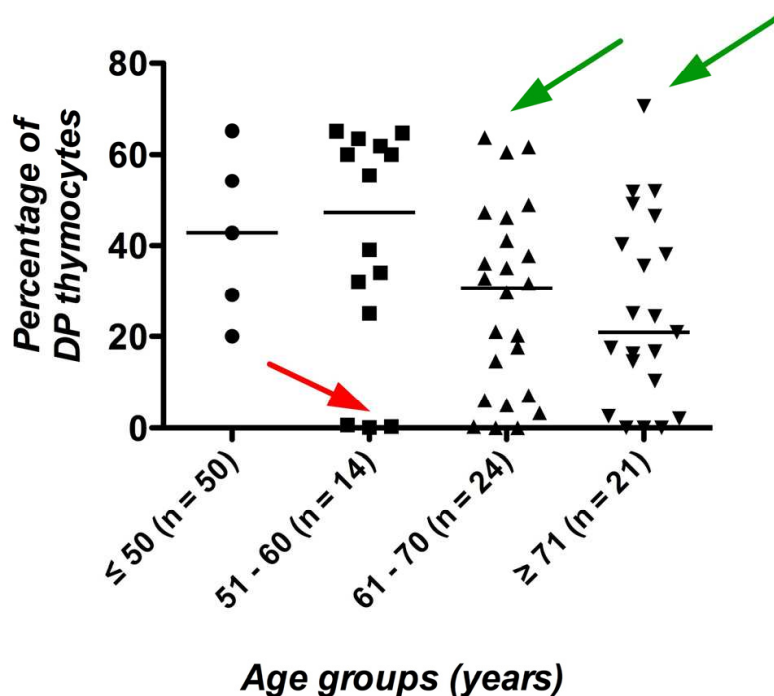 Percentage of
DP thymocytes
80
60
40
20
0
≤ 50 (n = 50)
51 - 60 (n = 14)
61 - 70 (n = 24)
≥ 71 (n = 21)
Age groups (years)